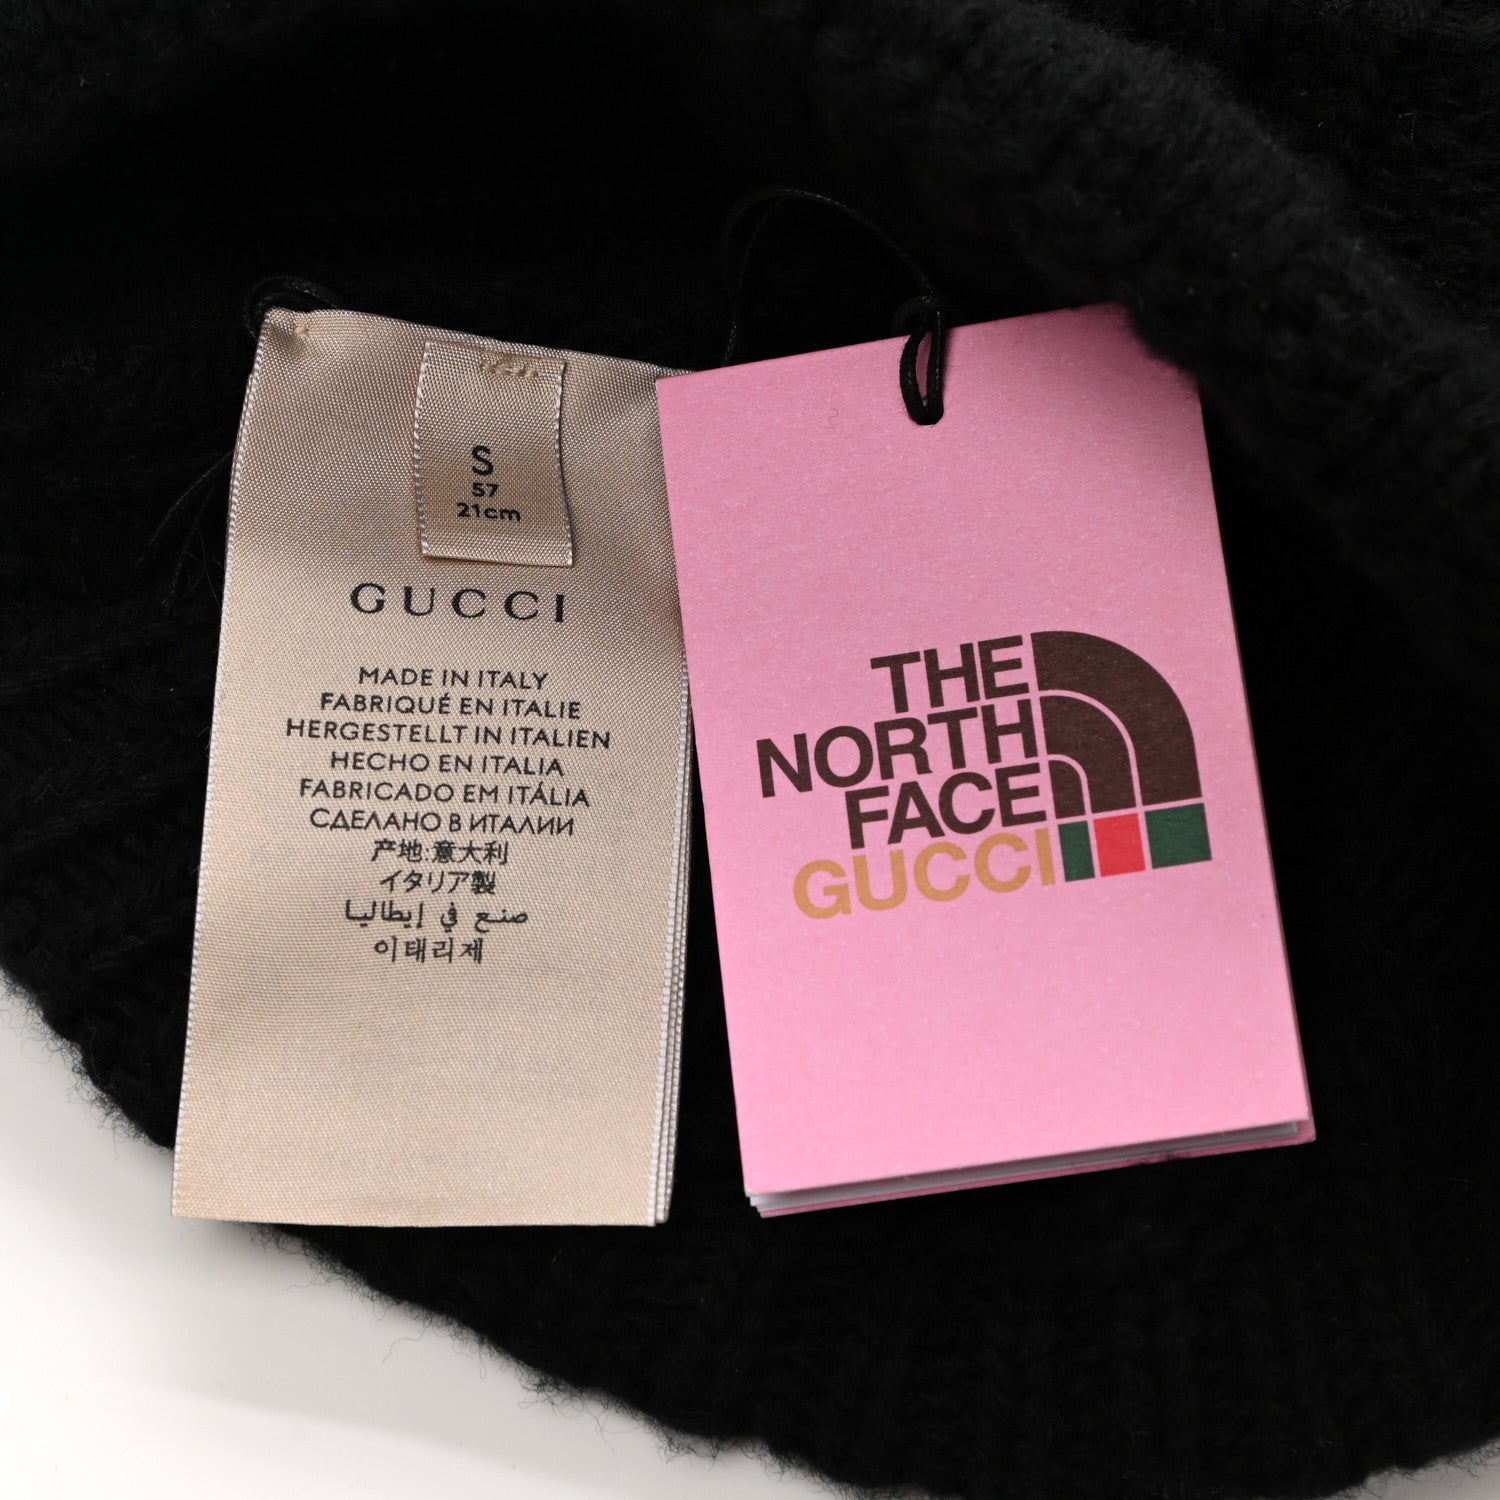 S
57
21cm
GUCCI
MADE IN ITALY
FABRIQUÉ EN ITALIE
HERGESTELLT IN ITALIEN
HECHO EN ITALIA
FABRICADO EM ITÁLIA
СДЕЛАНО В ИТАЛИИ
产地:意大利
イタリア製
صنع في إيطاليا
이태리제
THE
NORTH
FACE
GUCCI